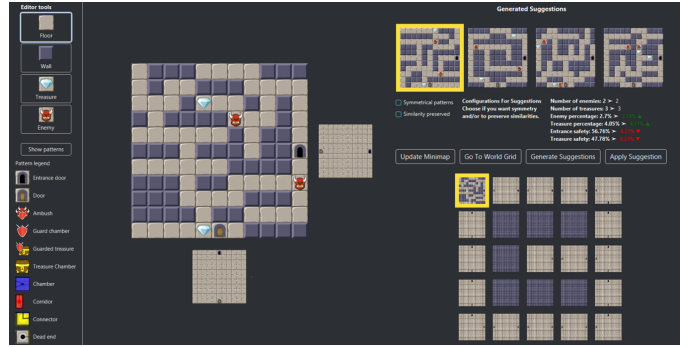 Editor tools
Floor
Wall
Treasure
Enemy
Show patterns
Pattern legend
Entrance door
Door
Ambush
Guard chamber
Guarded treasure
Treasure Chamber
Chamber
Corridor
Connector
Dead end
Generated Suggestions
Symmetrical patterns
Similarity preserved
Configurations For Suggestions
Choose if you want symmetry
and/or to preserve similarities.
Number of enemies: 2 ➢ 2
Number of treasures: 3 ➢ 3
Enemy percentage: 2.7% ➢
Treasure percentage: 4.05% ➢
Entrance safety: 56.76% ➢
Treasure safety: 47.78% ➢
Update Minimap
Go To World Grid
Generate Suggestions
Apply Suggestion